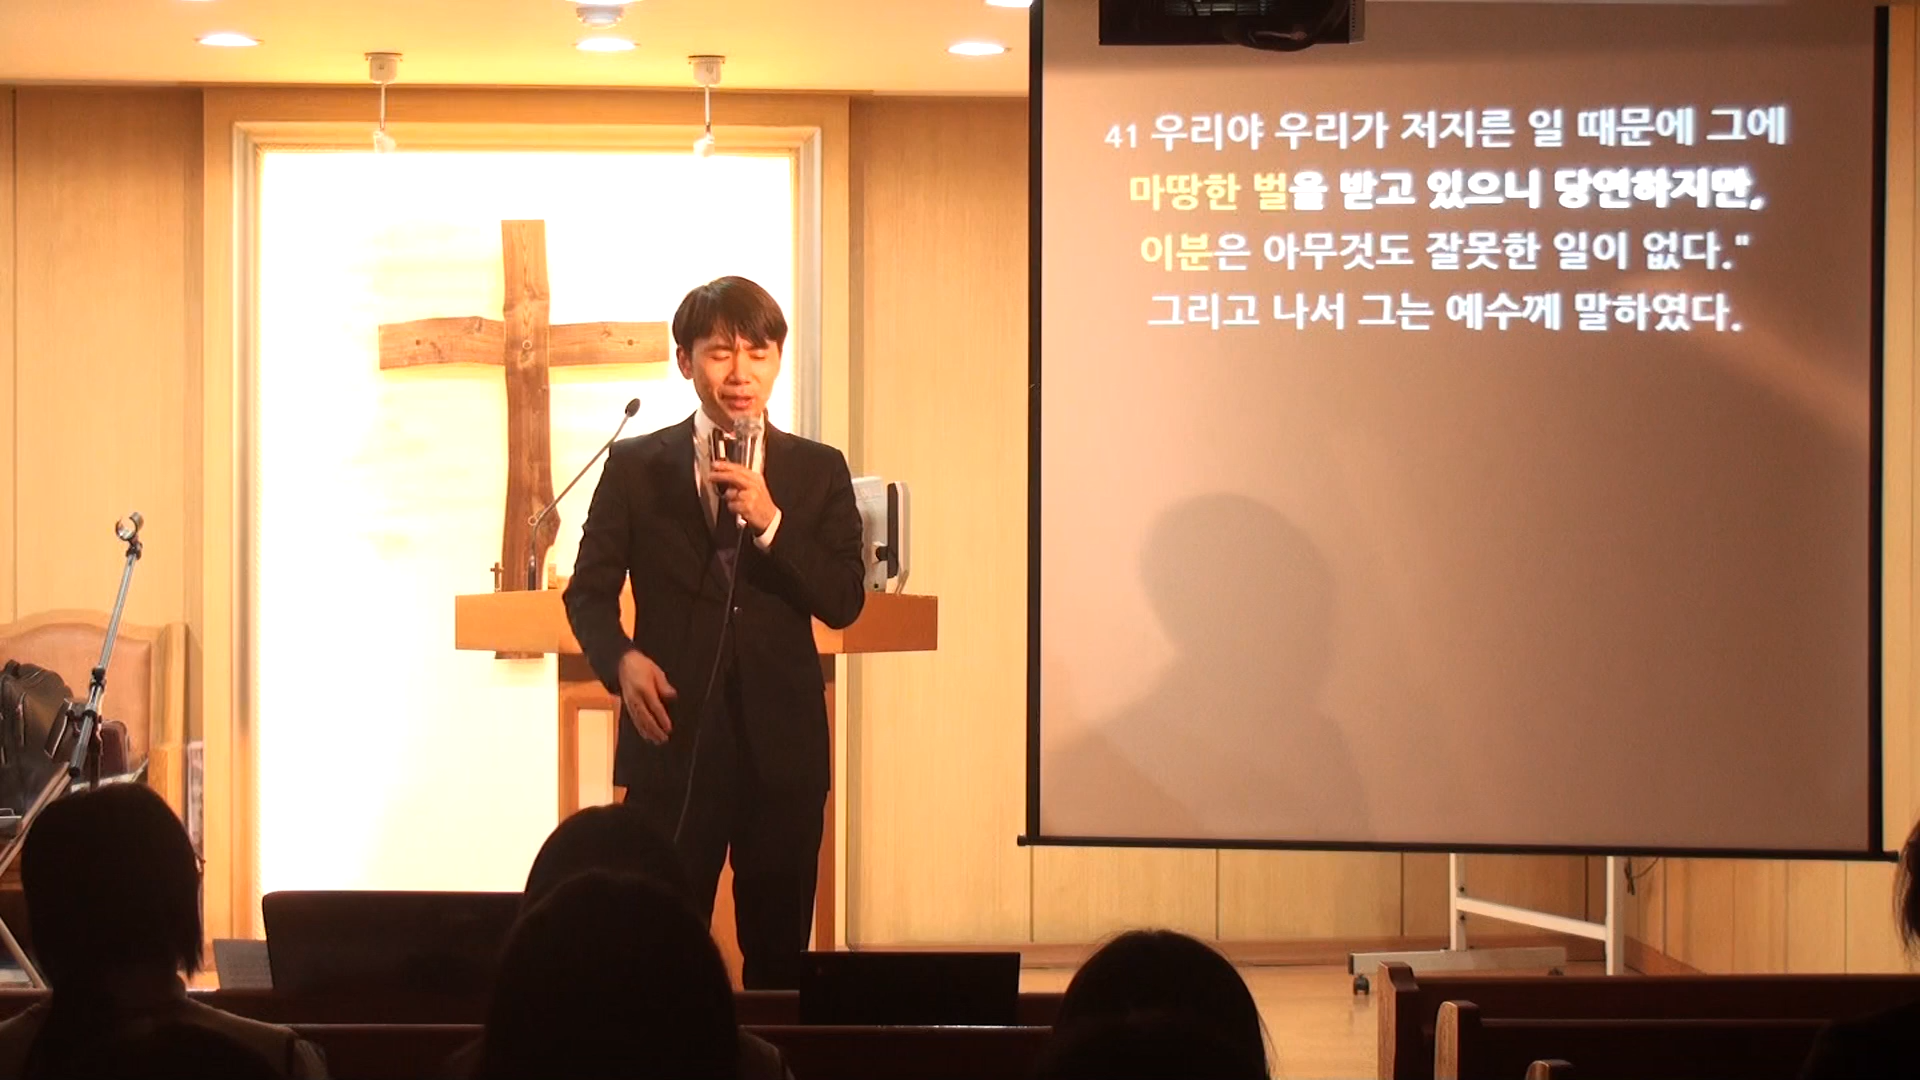 41 우리야 우리가 저지른 일 때문에 그에
마땅한 벌을 받고 있으니 당연하지만,
이분은 아무것도 잘못한 일이 없다."
그리고 나서 그는 예수께 말하였다.